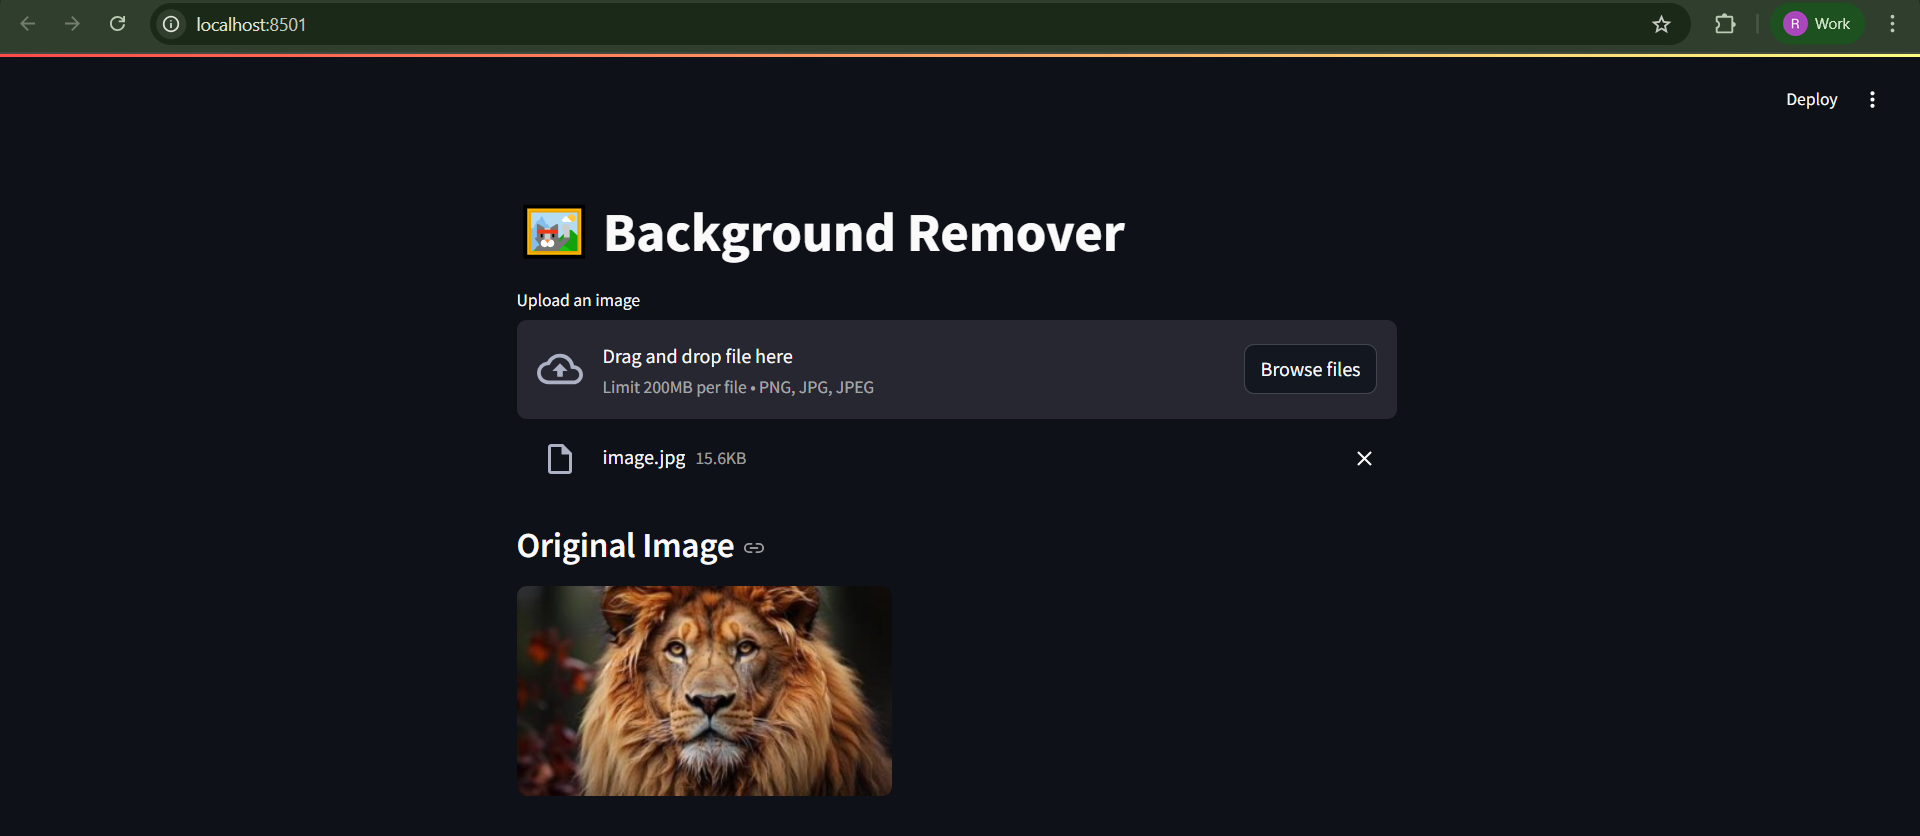 localhost:8501
R Work
Deploy
Background Remover
Upload an image
Drag and drop file here
Limit 200MB per file • PNG, JPG, JPEG
Browse files
image.jpg 15.6KB
Original Image